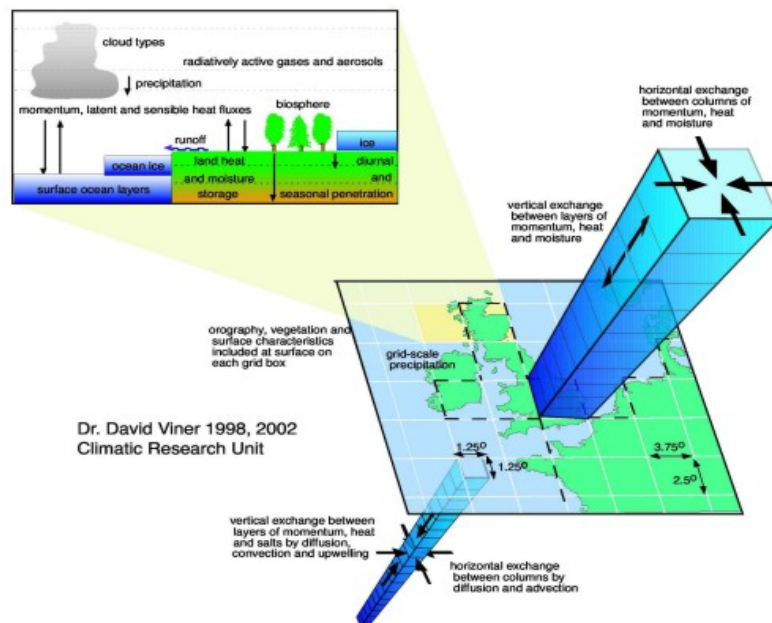 cloud types
radiatively active gases and aerosols
precipitation
momentum, latent and sensible heat fluxes
biosphere
runoff
ice
ocean ice
land heat
diurnal
and moisture
and
surface ocean layers
storage
seasonal penetration
horizontal exchange
between columns of
momentum, heat
and moisture
vertical exchange
between layers of
momentum, heat
and moisture
orography, vegetation and
surface characteristics
included at surface on
each grid box
grid-scale
precipitation
Dr. David Viner 1998, 2002
Climatic Research Unit
1.25°
1.25°
3.75°
2.5°
vertical exchange between
layers of momentum, heat
and salts by diffusion,
convection and upwelling
horizontal exchange
between columns by
diffusion and advection